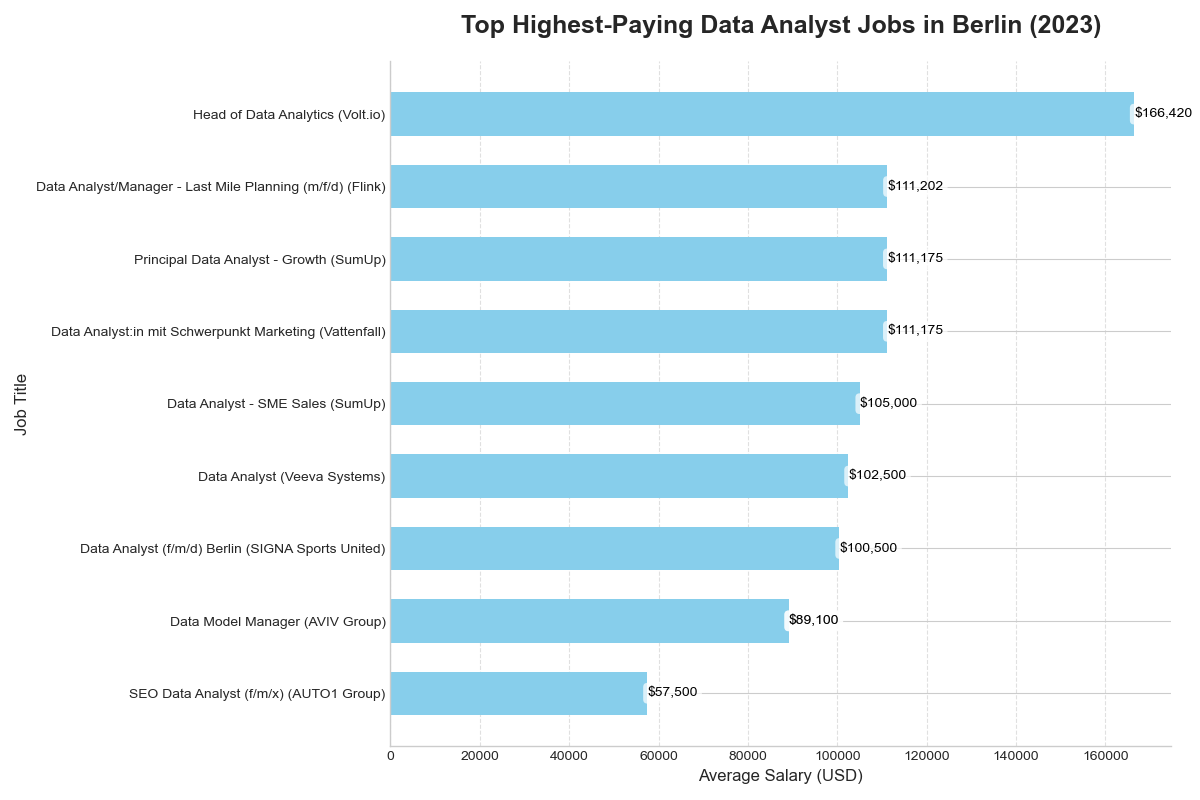 Top Highest-Paying Data Analyst Jobs in Berlin (2023)
Head of Data Analytics (Volt.io) $166,420
Data Analyst/Manager - Last Mile Planning (m/f/d) (Flink) $111,202
Principal Data Analyst - Growth (SumUp) $111,175
Data Analyst:in mit Schwerpunkt Marketing (Vattenfall) $111,175
Job Title
Data Analyst - SME Sales (SumUp) $105,000
Data Analyst (Veeva Systems) $102,500
Data Analyst (f/m/d) Berlin (SIGNA Sports United) $100,500
Data Model Manager (AVIV Group) $89,100
SEO Data Analyst (f/m/x) (AUTO1 Group) $57,500
0 20000 40000 60000 80000 100000 120000 140000 160000
Average Salary (USD)